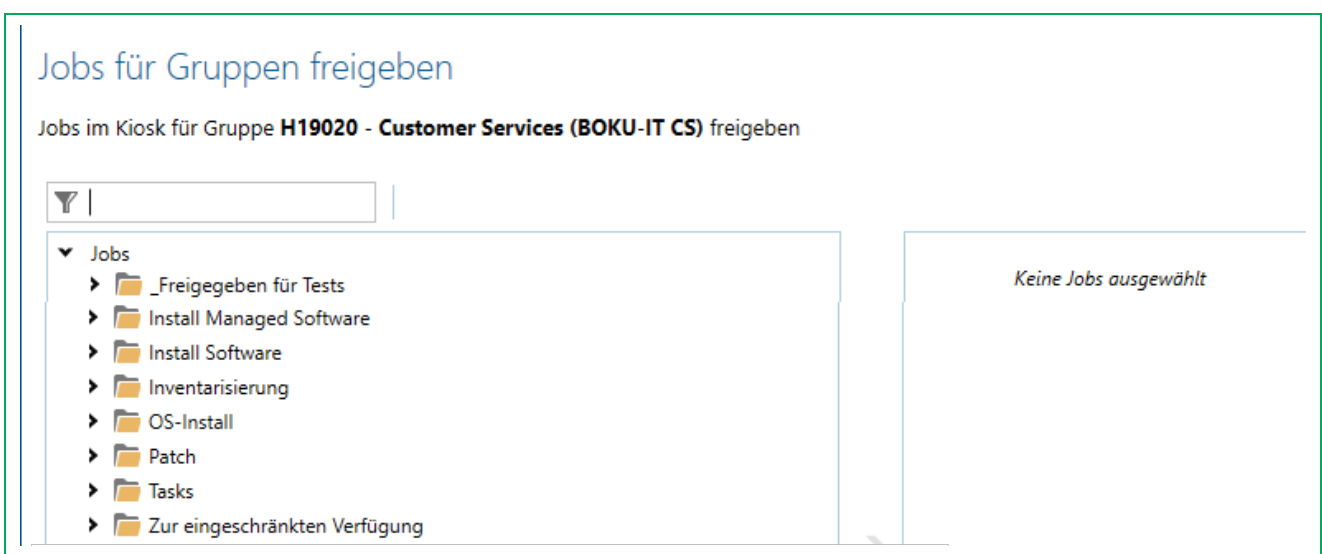 Jobs für Gruppen freigeben
Jobs im Kiosk für Gruppe H19020 - Customer Services (BOKU-IT CS) freigeben
Jobs
_Freigegeben für Tests
Keine Jobs ausgewählt
Install Managed Software
Install Software
Inventarisierung
OS-Install
Patch
Tasks
Zur eingeschränkten Verfügung